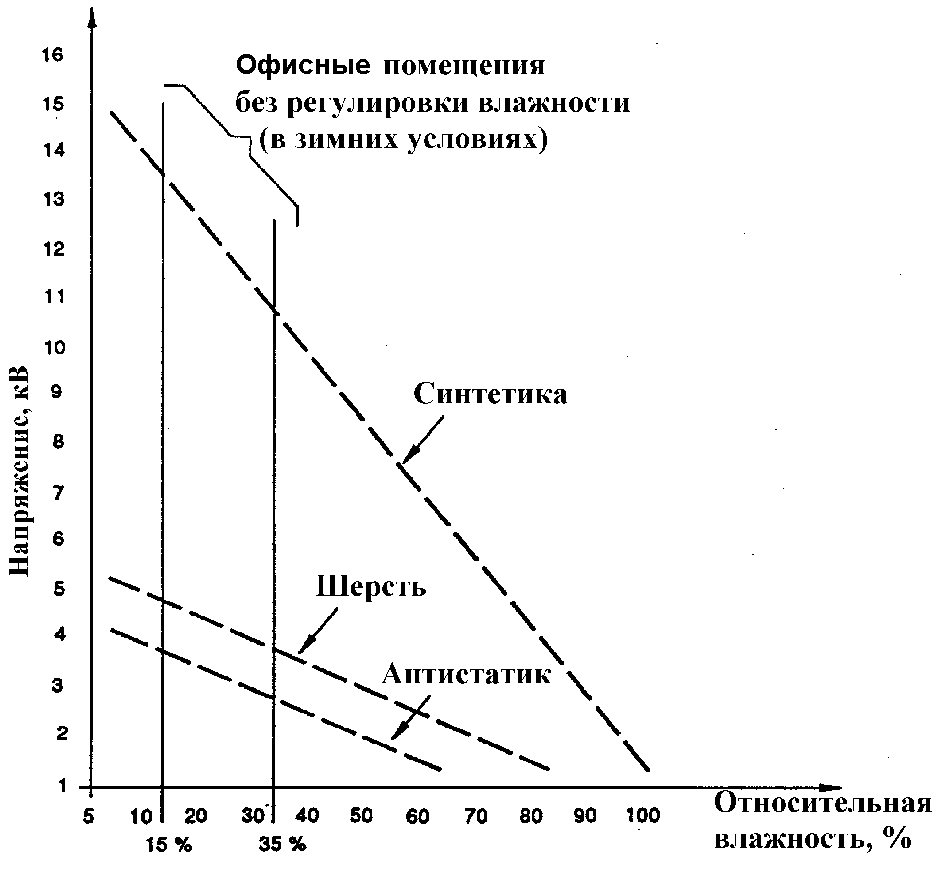 Офисные помещения
без регулировки влажности
(в зимних условиях)
Напряжение, кВ
16
15
14
13
12
11
10
9
8
7
6
5
4
3
2
1
Синтетика
Шерсть
Аптистатик
5 10 20 30 40 50 60 70 80 90 100
15 % 35 %
Относительная
влажность, %